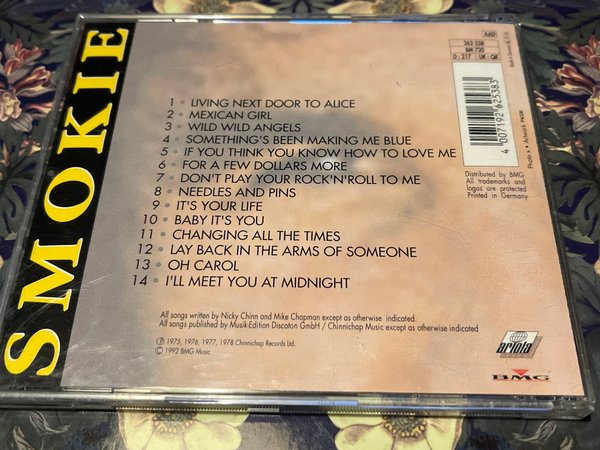 SMOKIE
1 • LIVING NEXT DOOR TO ALICE
2 • MEXICAN GIRL
3 • WILD WILD ANGELS
4 • SOMETHING'S BEEN MAKING ME BLUE
5 • IF YOU THINK YOU KNOW HOW TO LOVE ME
6 • FOR A FEW DOLLARS MORE
7 • DON'T PLAY YOUR ROCK'N'ROLL TO ME
8 • NEEDLES AND PINS
9 • IT'S YOUR LIFE
10 • BABY IT'S YOU
11 • CHANGING ALL THE TIMES
12 • LAY BACK IN THE ARMS OF SOMEONE
13 • OH CAROL
14 • I'LL MEET YOU AT MIDNIGHT
All songs written by Nicky Chinn and Mike Chapman except as otherwise indicated.
All songs published by Musik-Edition Discoton GmbH / Chinnichap Music except as otherwise indicated.
℗ 1975, 1976, 1977, 1978 Chinnichap Records Ltd.
© 1992 BMG Music
AAD
262 538
BM 720
D : 217 UK : QK
4 007192 625383
Distributed by BMG
All trademarks and
logos are protected
Printed in Germany
ariola
BMG